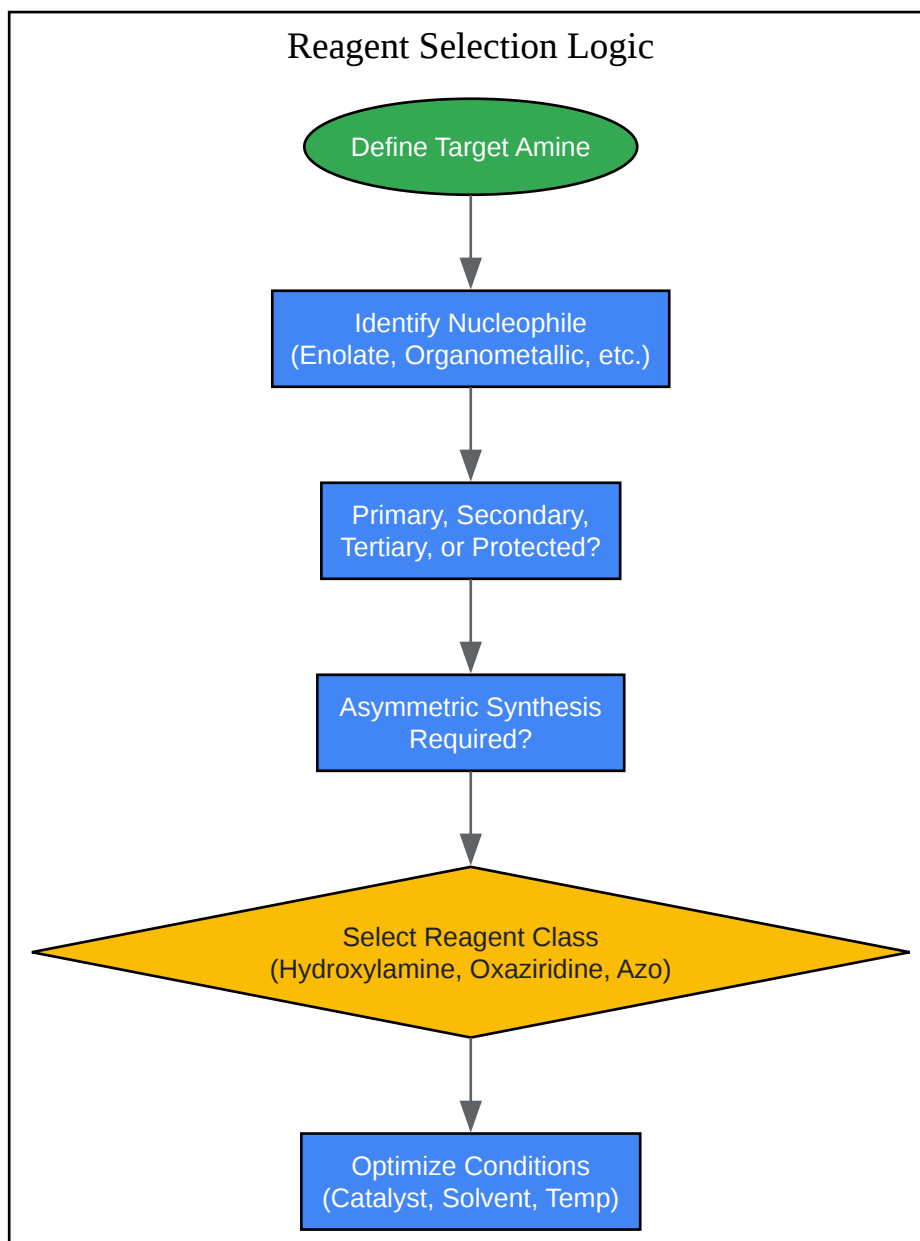 Reagent Selection Logic
Define Target Amine
Identify Nucleophile
(Enolate, Organometallic, etc.)
Primary, Secondary,
Tertiary, or Protected?
Asymmetric Synthesis
Required?
Select Reagent Class
(Hydroxylamine, Oxaziridine, Azo)
Optimize Conditions
(Catalyst, Solvent, Temp)